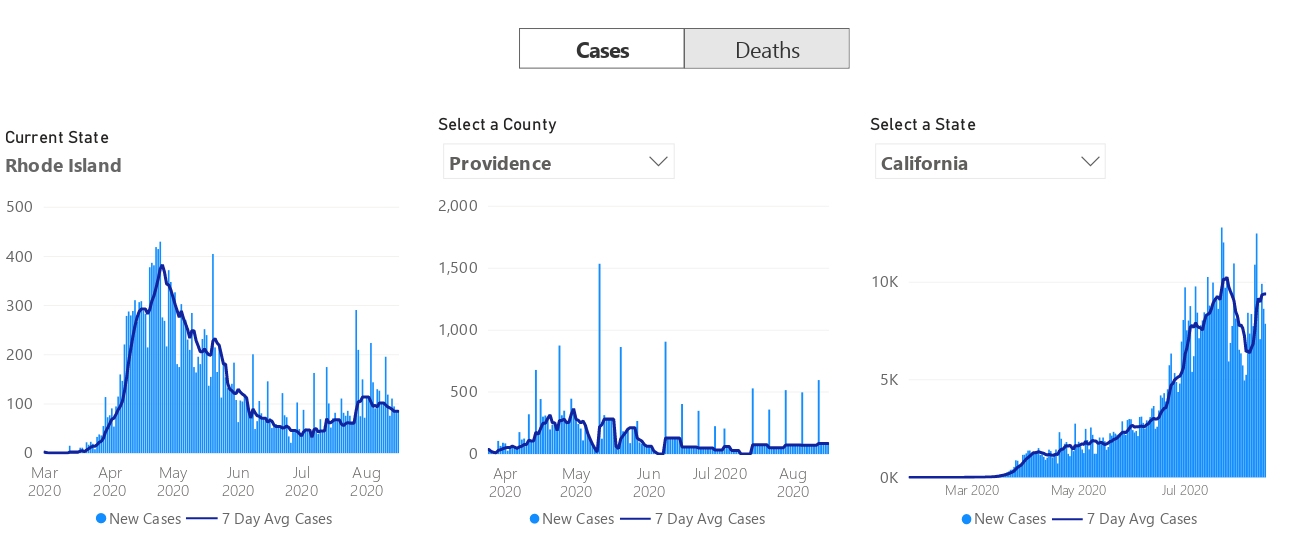 Cases Deaths
Current State
Rhode Island
Select a County
Providence
Select a State
California
500
400
300
200
100
0
Mar 2020
Apr 2020
May 2020
Jun 2020
Jul 2020
Aug 2020
New Cases 7 Day Avg Cases
2,000
1,500
1,000
500
0
Apr 2020
May 2020
Jun 2020
Jul 2020
Aug 2020
New Cases 7 Day Avg Cases
10K
5K
0K
Mar 2020 May 2020 Jul 2020
New Cases 7 Day Avg Cases